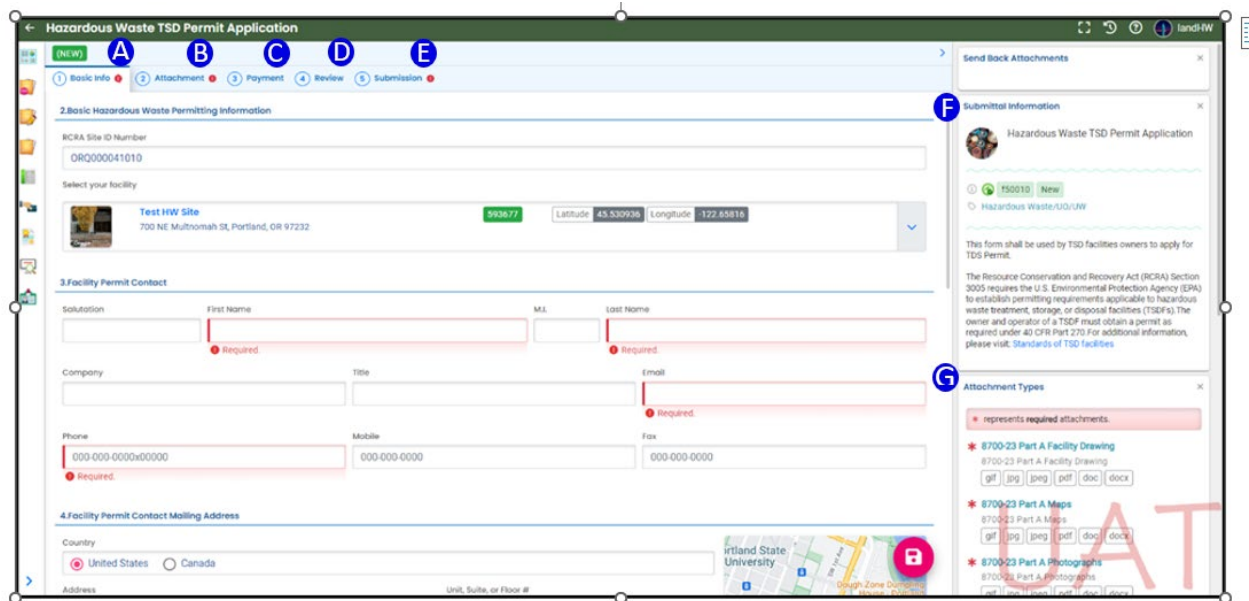 Hazardous Waste TSD Permit Application
landHW
A
B
C
D
E
(NEW)
1 Basic Info
2 Attachment
3 Payment
4 Review
5 Submission
2.Basic Hazardous Waste Permitting Information
RCRA Site ID Number
ORQ000041010
Select your facility
Test HW Site
593677
Latitude 45.530936
Longitude -122.65816
700 NE Multnomah St, Portland, OR 97232
3.Facility Permit Contact
Salutation
First Name
M.I.
Last Name
Required.
Required.
Company
Title
Email
Required.
Phone
Mobile
Fax
000-000-0000x00000
000-000-0000
000-000-0000
Required.
4.Facility Permit Contact Mailing Address
Country
United States
Canada
Address
Unit, Suite, or Floor #
rtland State
University
Send Back Attachments
F
Submittal Information
Hazardous Waste TSD Permit Application
f50010
New
Hazardous Waste/UO/UW
This form shall be used by TSD facilities owners to apply for
TDS Permit.
The Resource Conservation and Recovery Act (RCRA) Section
3005 requires the U.S. Environmental Protection Agency (EPA)
to establish permitting requirements applicable to hazardous
waste treatment, storage, or disposal facilities (TSDFs).The
owner and operator of a TSDF must obtain a permit as
required under 40 CFR Part 270.For additional information,
please visit, Standards of TSD facilities
G
Attachment Types
* represents required attachments.
* 8700-23 Part A Facility Drawing
8700-23 Part A Facility Drawing
gif jpg jpeg pdf doc docx
* 8700-23 Part A Maps
8700-23 Part A Maps
gif jpg jpeg pdf doc docx
* 8700-23 Part A Photographs
8700-23 Part A Photographs
gif jpg jpeg pdf doc docx
UAT